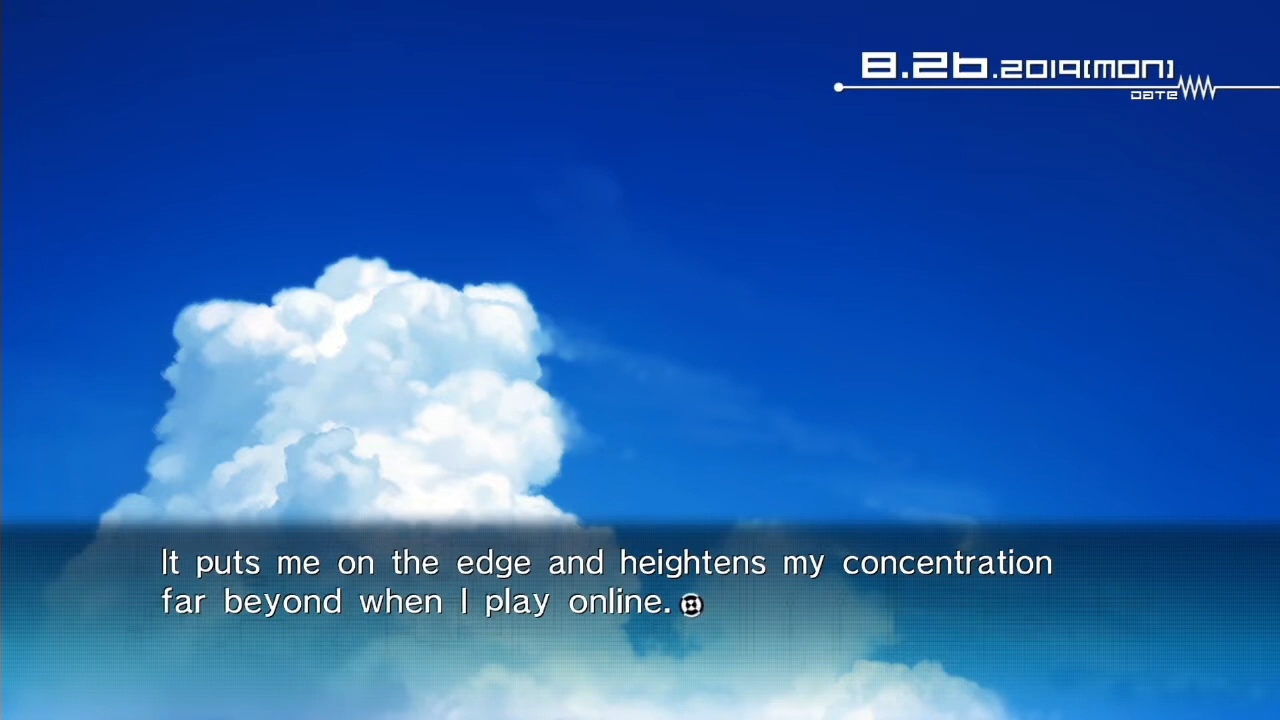 8.26.2019[MON]
DATE
It puts me on the edge and heightens my concentration
far beyond when I play online.